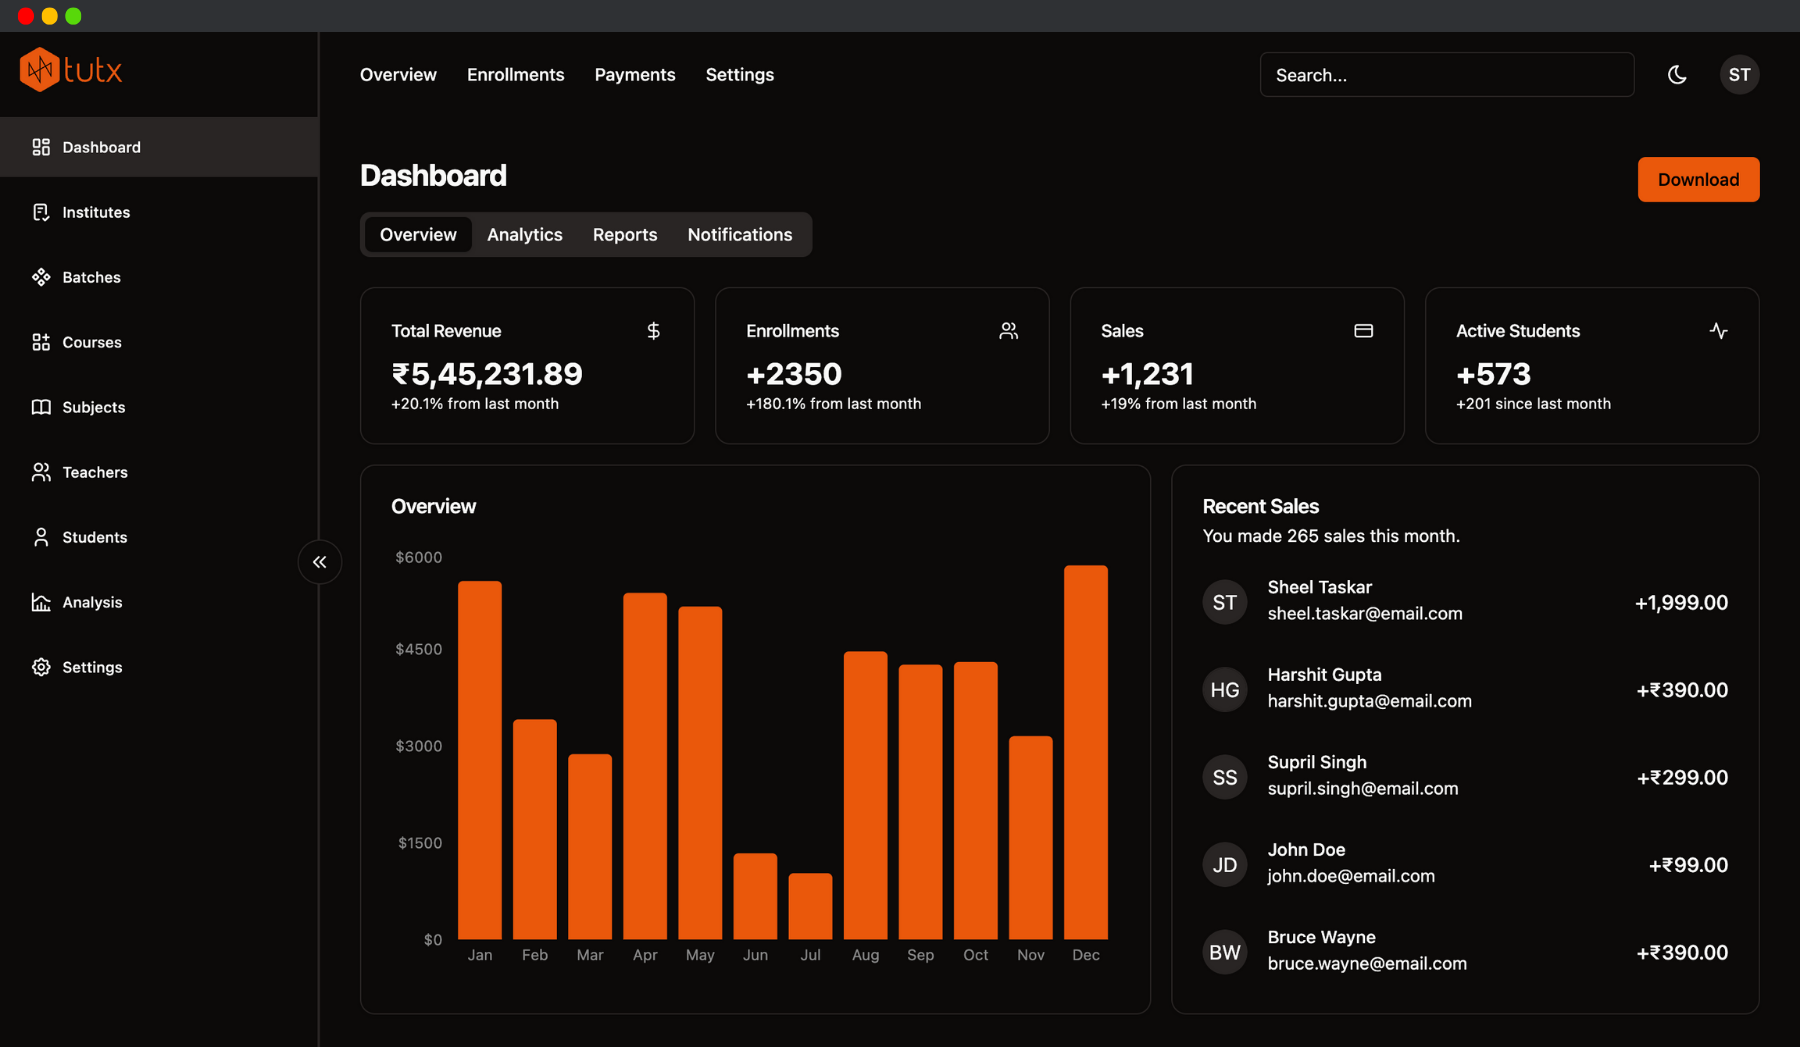 tutx
Overview Enrollments Payments Settings
Search...
ST
Dashboard
Institutes
Batches
Courses
Subjects
Teachers
Students
Analysis
Settings
Dashboard
Download
Overview Analytics Reports Notifications
Total Revenue
$
₹5,45,231.89
+20.1% from last month
Enrollments
+2350
+180.1% from last month
Sales
+1,231
+19% from last month
Active Students
+573
+201 since last month
Overview
$6000
$4500
$3000
$1500
$0
Jan Feb Mar Apr May Jun Jul Aug Sep Oct Nov Dec
Recent Sales
You made 265 sales this month.
ST
Sheel Taskar
sheel.taskar@email.com
+1,999.00
HG
Harshit Gupta
harshit.gupta@email.com
+₹390.00
SS
Supril Singh
supril.singh@email.com
+₹299.00
JD
John Doe
john.doe@email.com
+₹99.00
BW
Bruce Wayne
bruce.wayne@email.com
+₹390.00